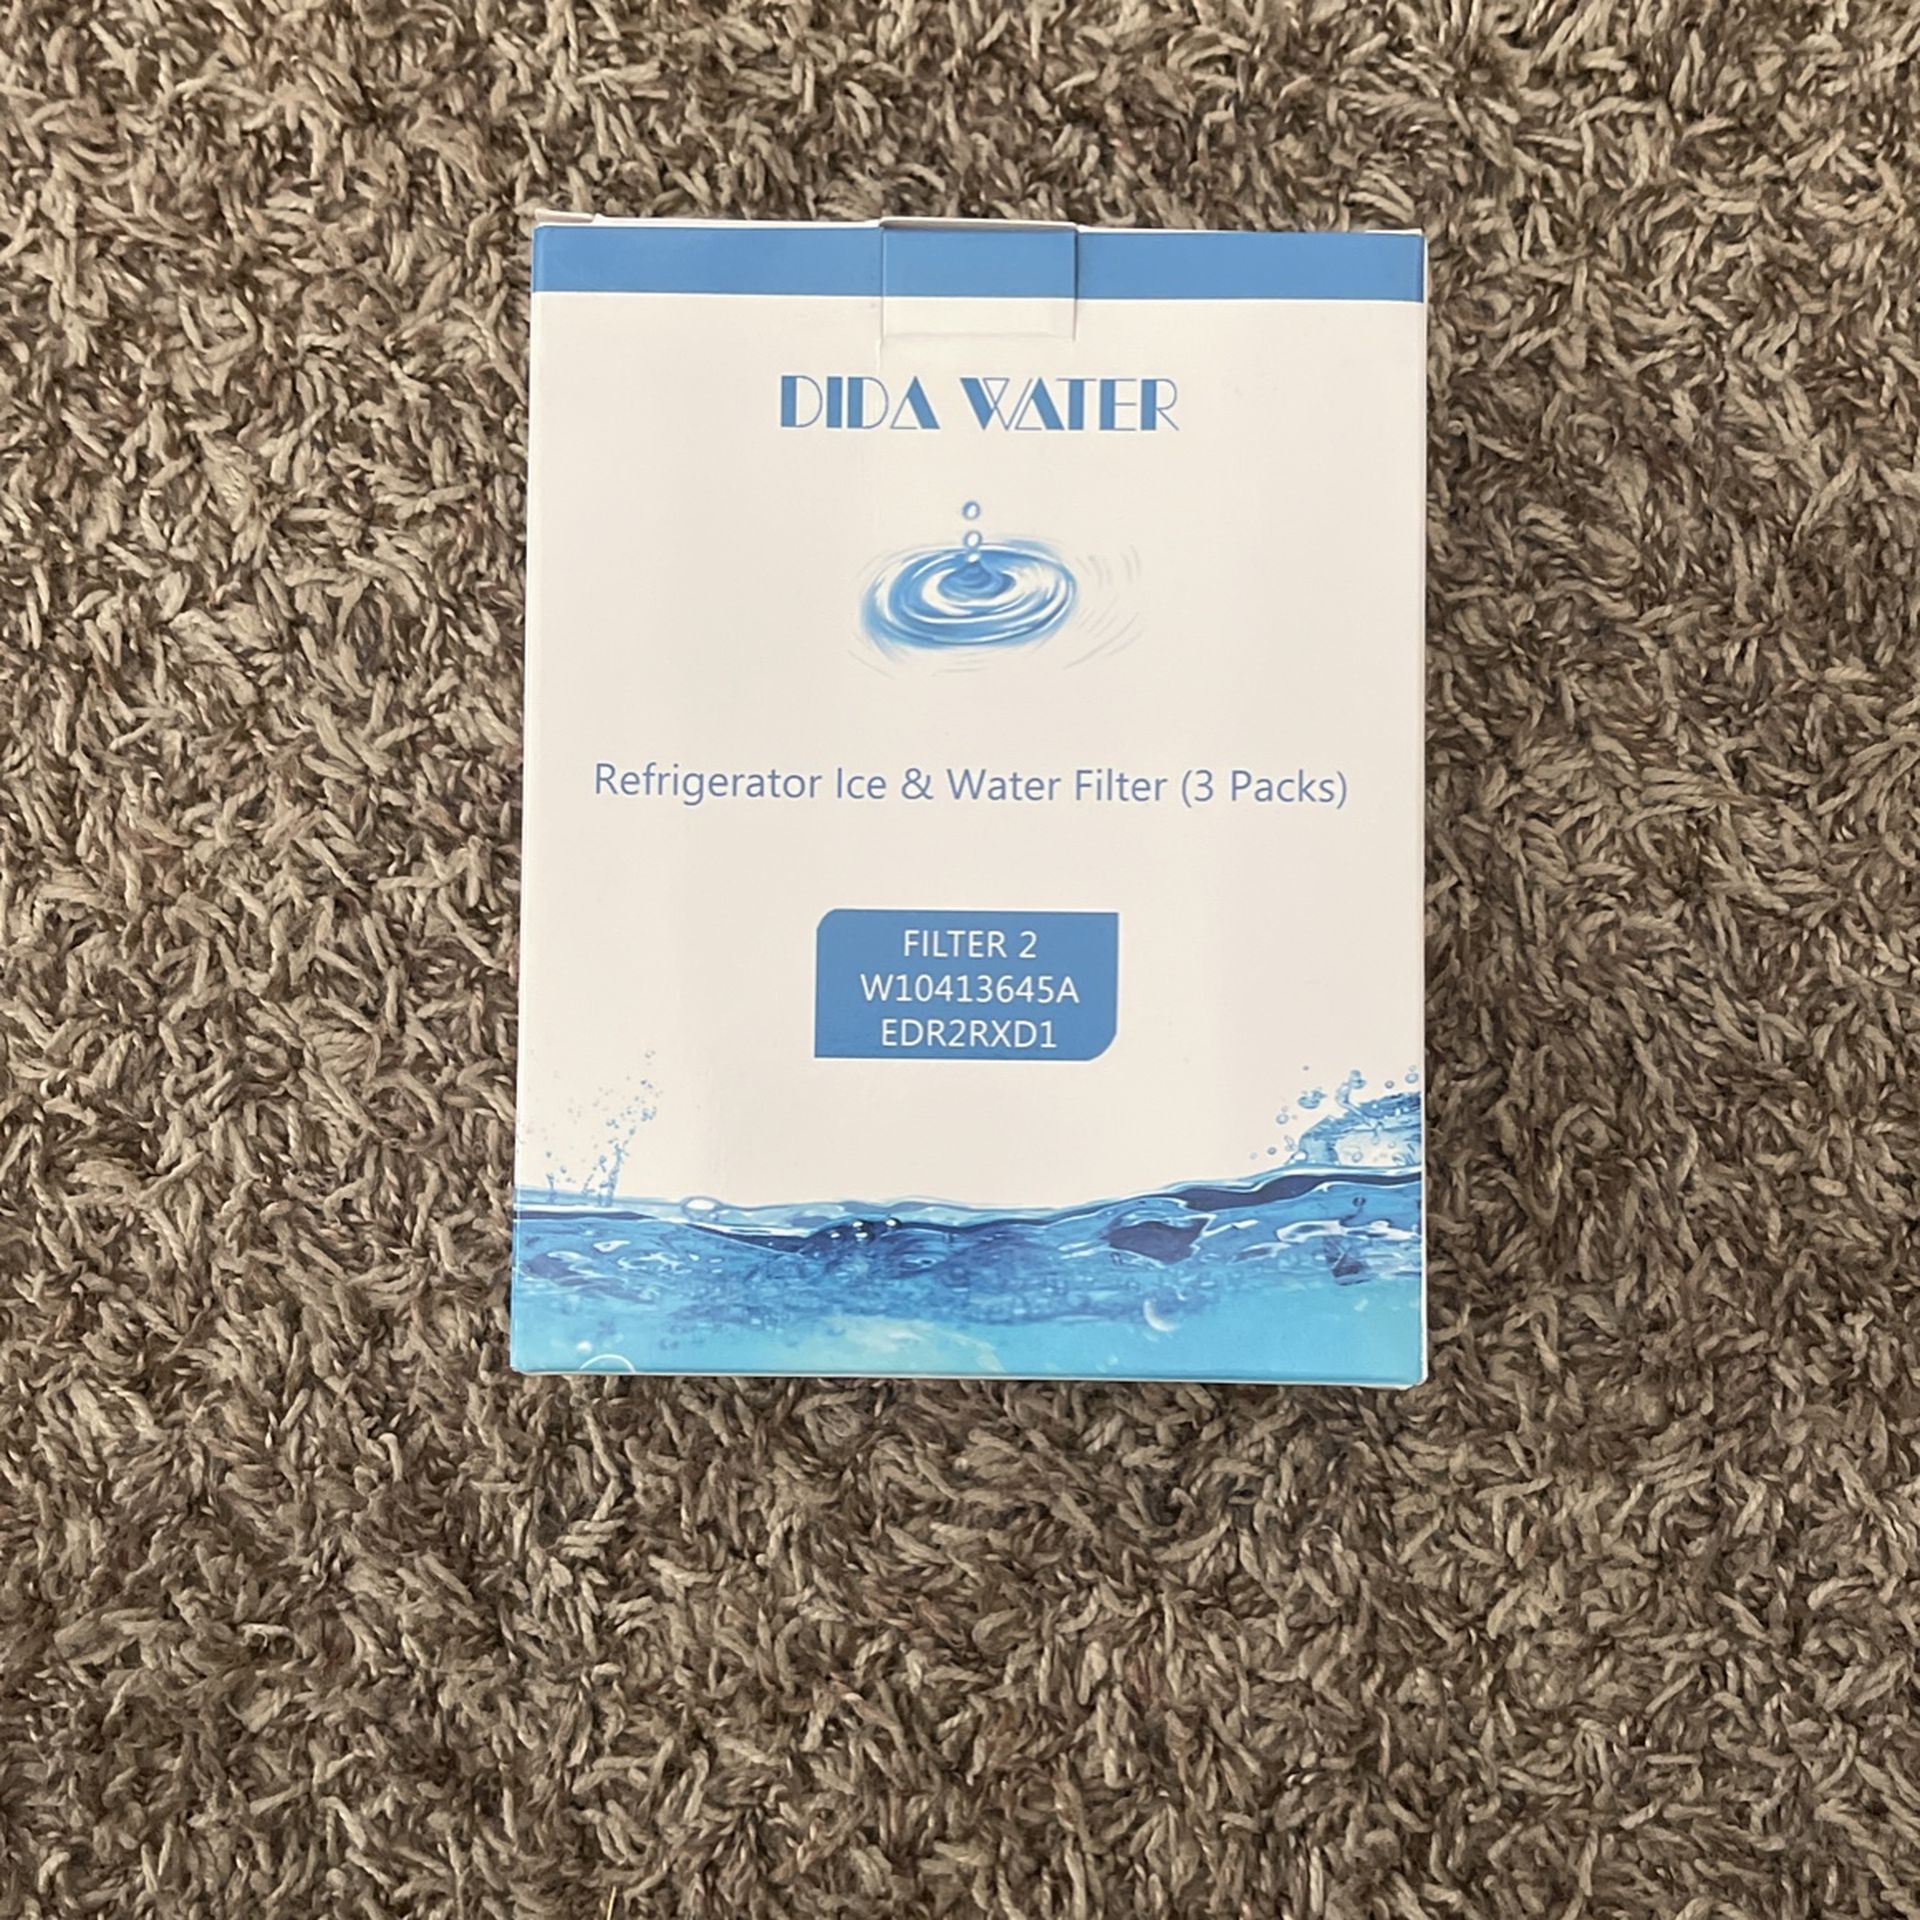 DIDA WATER
Refrigerator Ice & Water Filter (3 Packs)
FILTER 2
W10413645A
EDR2RXD1